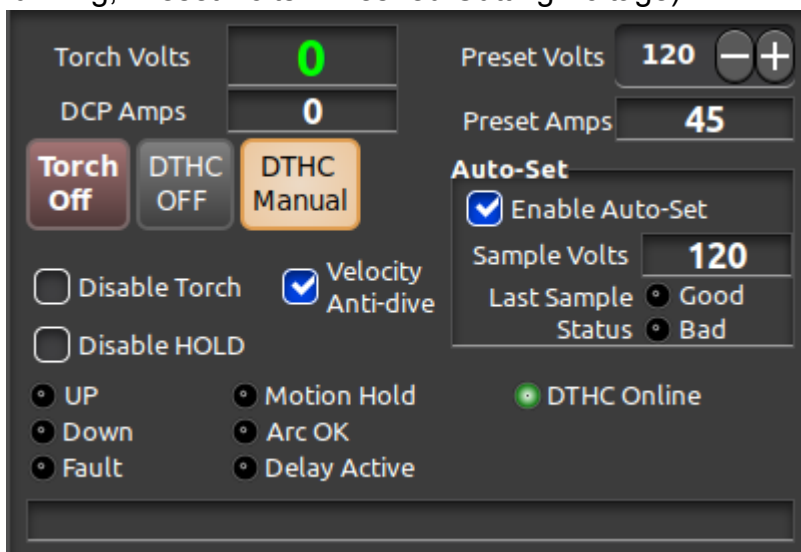 Torch Volts 0 Preset Volts 120
DCP Amps 0 Preset Amps 45
Torch Off DTHC OFF DTHC Manual
Auto-Set
Enable Auto-Set
Sample Volts 120
Last Sample Good
Status Bad
Disable Torch
Velocity Anti-dive
Disable HOLD
UP Motion Hold DTHC Online
Down Arc OK
Fault Delay Active